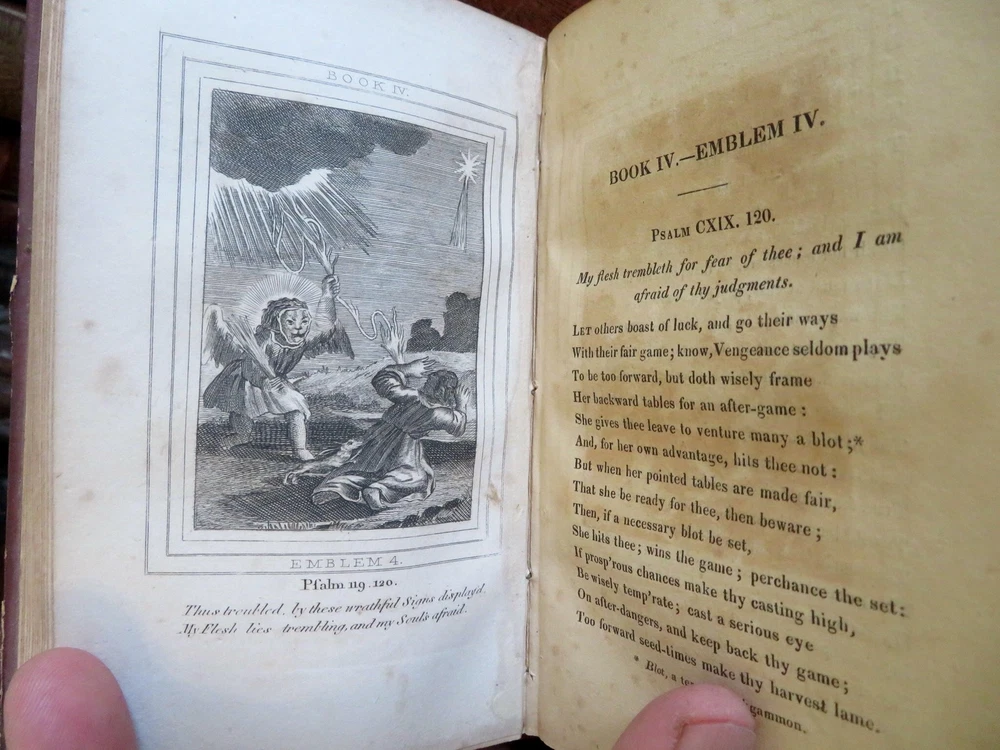 BOOK IV.
EMBLEM 4.
Psalm 119.120.
Thus troubled, by these wrathful Signs display'd.
My Flesh lies trembling, and my Soul's afraid.
BOOK IV.—EMBLEM IV.
PSALM CXIX. 120.
My flesh trembleth for fear of thee; and I am
afraid of thy judgments.
LET others boast of luck, and go their ways
With their fair game; know, Vengeance seldom plays
To be too forward, but doth wisely frame
Her backward tables for an after-game:
She gives thee leave to venture many a blot;*
And, for her own advantage, hits thee not:
But when her pointed tables are made fair,
That she be ready for thee, then beware;
Then, if a necessary blot be set,
She hits thee; wins the game; perchance the set:
If prosp'rous chances make thy casting high,
Be wisely temp'rate; cast a serious eye
On after-dangers, and keep back thy game;
Too forward seed-times make thy harvest lame.
* Blot, a